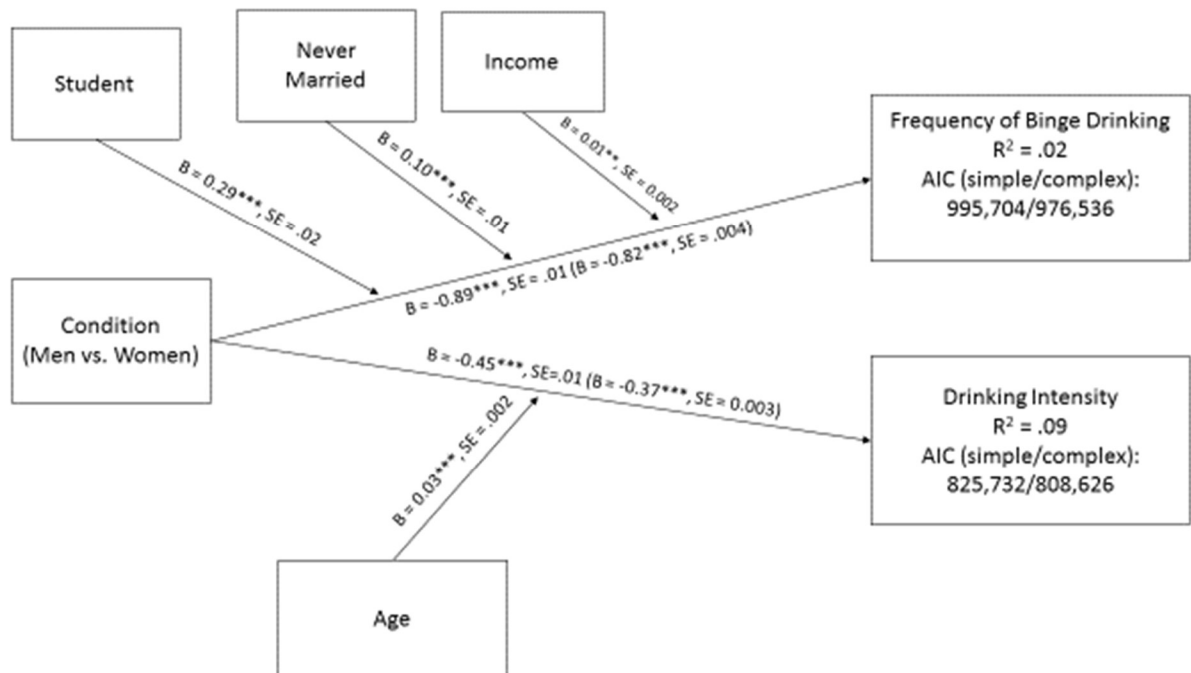 Student
Never
Married
Income
B = 0.29***, SE = .02
B = 0.10***, SE = .01
B = 0.01**, SE = 0.002
Frequency of Binge Drinking
R² = .02
AIC (simple/complex):
995,704/976,536
B = -0.89***, SE = .01 (B = -0.82***, SE = .004)
Condition
(Men vs. Women)
B = -0.45***, SE=.01 (B = -0.37***, SE = 0.003)
Drinking Intensity
R² = .09
AIC (simple/complex):
825,732/808,626
B = 0.03***, SE = .002
Age